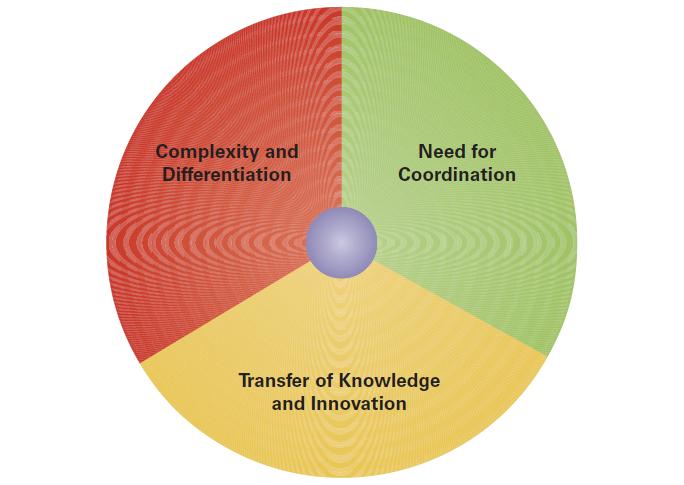 Complexity and
Differentiation
Need for
Coordination
Transfer of Knowledge
and Innovation